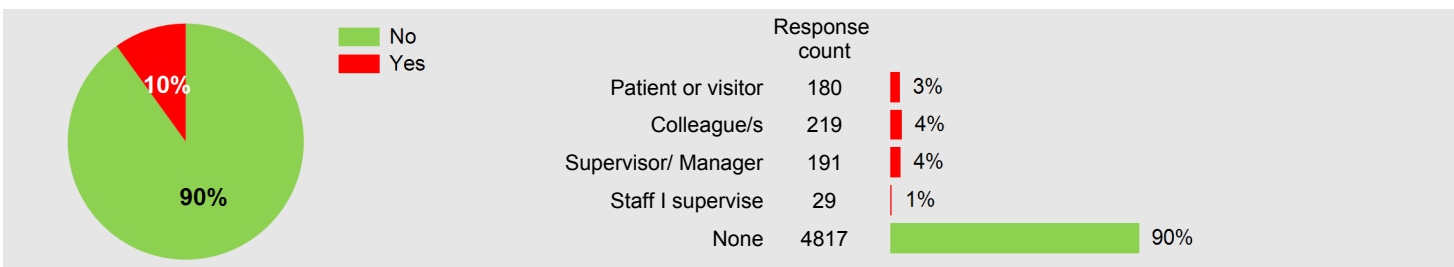 No
Yes
10%
90%
Response
count
Patient or visitor 180 3%
Colleague/s 219 4%
Supervisor/ Manager 191 4%
Staff I supervise 29 1%
None 4817 90%